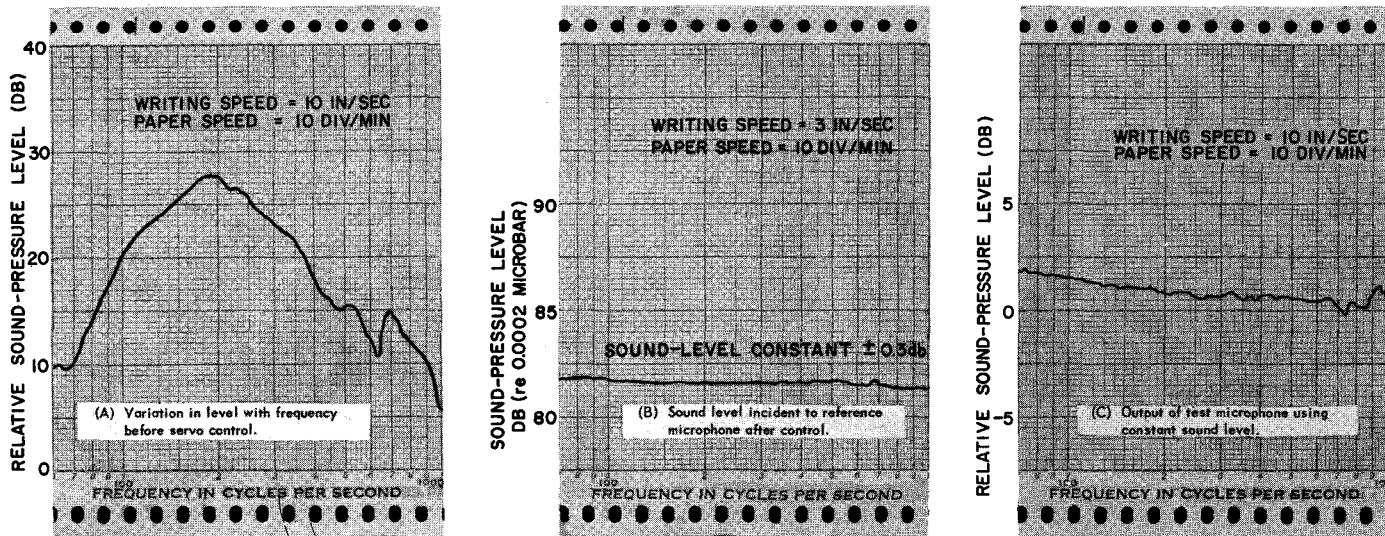 RELATIVE SOUND-PRESSURE LEVEL (DB)
40
30
20
10
0
WRITING SPEED = 10 IN/SEC
PAPER SPEED = 10 DIV/MIN
(A) Variation in level with frequency
before servo control.
100
2
1000
FREQUENCY IN CYCLES PER SECOND
SOUND-PRESSURE LEVEL
DB (re 0.0002 MICROBAR)
90
85
80
WRITING SPEED = 3 IN/SEC
PAPER SPEED = 10 DIV/MIN
SOUND-LEVEL CONSTANT ± 0.3db
(B) Sound level incident to reference
microphone after control.
100
2
FREQUENCY IN CYCLES PER SECOND
RELATIVE SOUND-PRESSURE LEVEL (DB)
5
0
-5
WRITING SPEED = 10 IN/SEC
PAPER SPEED = 10 DIV/MIN
(C) Output of test microphone using
constant sound level.
100
2
FREQUENCY IN CYCLES PER SECOND